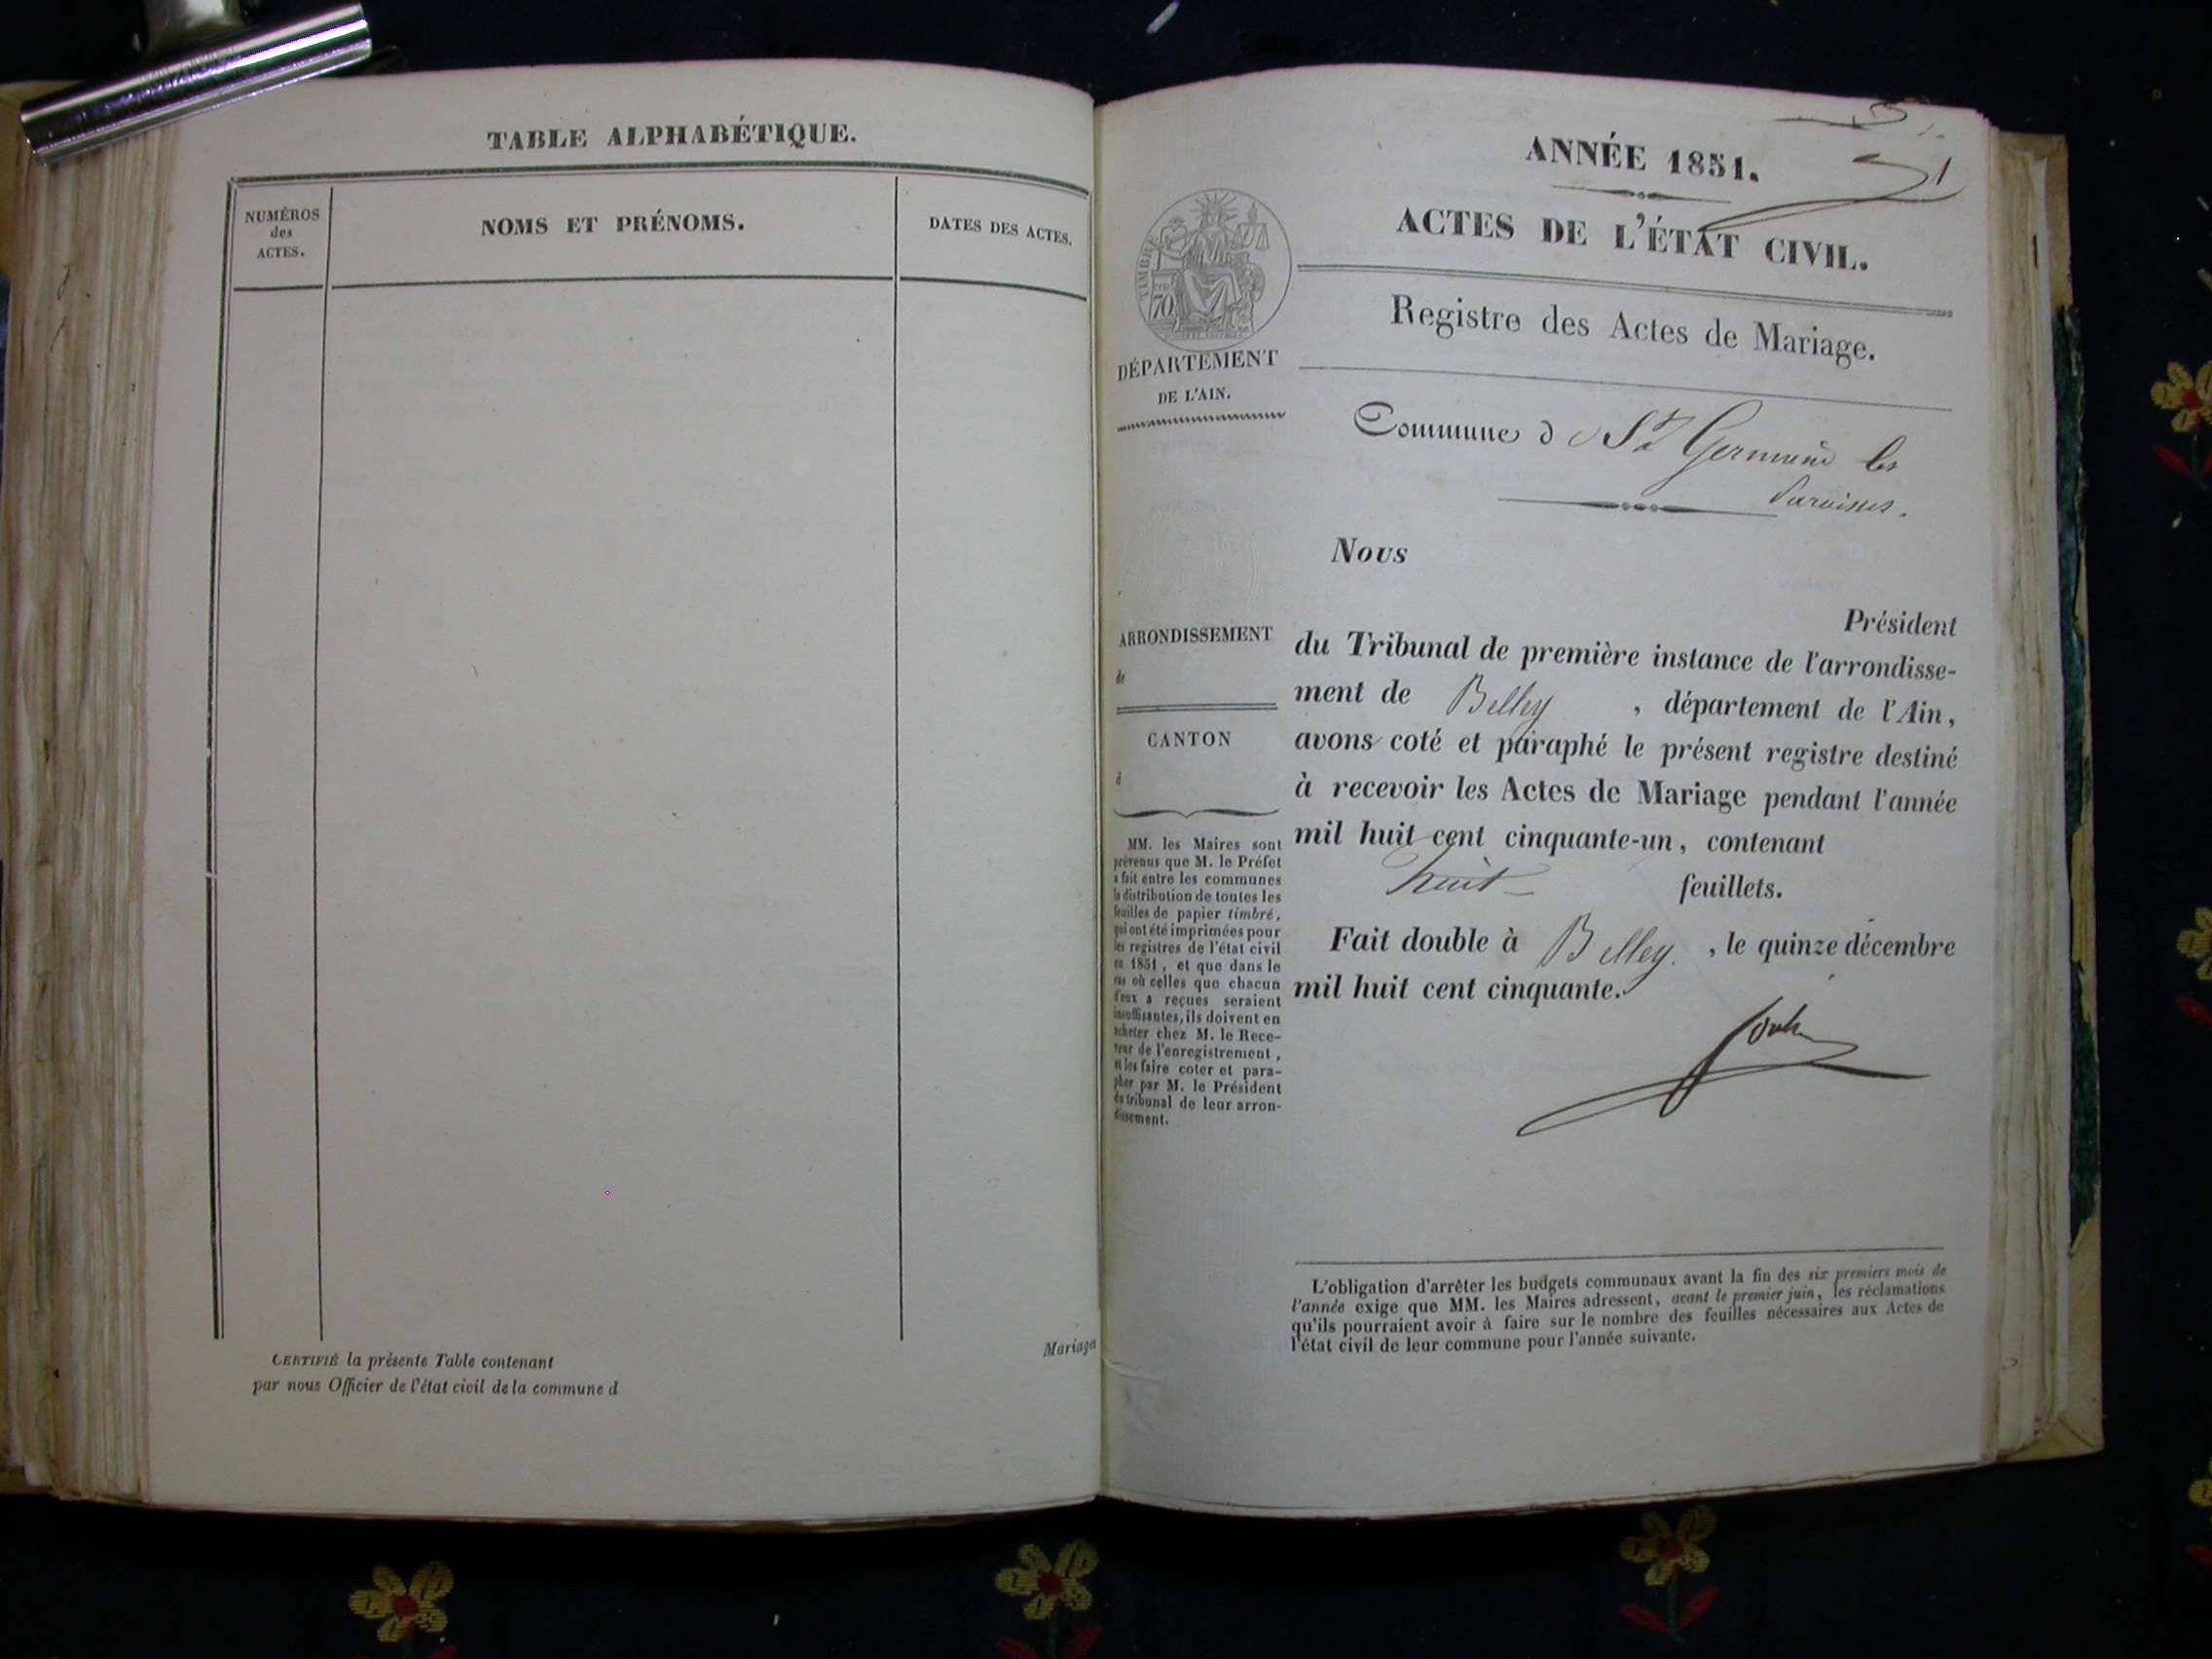 TABLE ALPHABÉTIQUE.
NUMÉROS
des
ACTES.
NOMS ET PRÉNOMS.
DATES DES ACTES.
CERTIFIÉ la présente Table contenant
par nous Officier de l'état civil de la commune d
Mariage
ANNÉE 1851.
ACTES DE L'ÉTAT CIVIL.
Registre des Actes de Mariage.
TIMBRE
70
DÉPARTEMENT
DE L'AIN.
Commune d St Germain les
Paroisses.
ARRONDISSEMENT
de
CANTON
d
MM. les Maires sont
prévenus que M. le Préfet
a fait entre les communes
la distribution de toutes les
feuilles de papier timbré,
qui ont été imprimées pour
les registres de l'état civil
en 1851, et que dans le
cas où celles que chacun
d'eux a reçues seraient
insuffisantes, ils doivent en
acheter chez M. le Rece-
veur de l'enregistrement,
et les faire coter et para-
pher par M. le Président
du tribunal de leur arron-
dissement.
Nous
Président
du Tribunal de première instance de l'arrondisse-
ment de Belley, département de l'Ain,
avons coté et paraphé le présent registre destiné
à recevoir les Actes de Mariage pendant l'année
mil huit cent cinquante-un, contenant
huit feuillets.
Fait double à Belley., le quinze décembre
mil huit cent cinquante.
L'obligation d'arrêter les budgets communaux avant la fin des six premiers mois de
l'année exige que MM. les Maires adressent, avant le premier juin, les réclamations
qu'ils pourraient avoir à faire sur le nombre des feuilles nécessaires aux Actes de
l'état civil de leur commune pour l'année suivante.